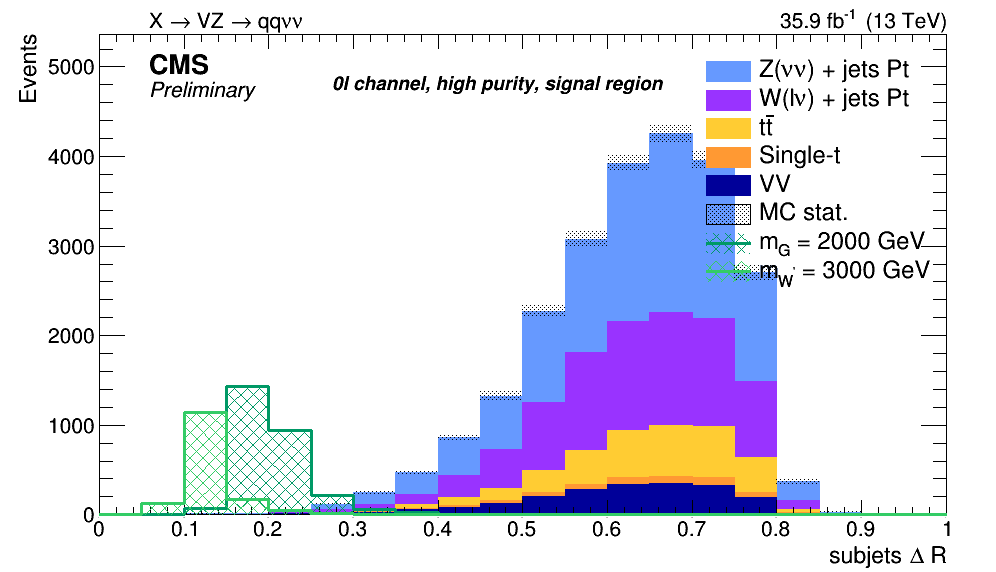 X → VZ → qqνν
35.9 fb-1 (13 TeV)
Events
CMS
Preliminary
0l channel, high purity, signal region
Z(νν) + jets Pt
W(lν) + jets Pt
tt̄
Single-t
VV
MC stat.
mG = 2000 GeV
mW' = 3000 GeV
5000
4000
3000
2000
1000
0
0 0.1 0.2 0.3 0.4 0.5 0.6 0.7 0.8 0.9 1
subjets Δ R